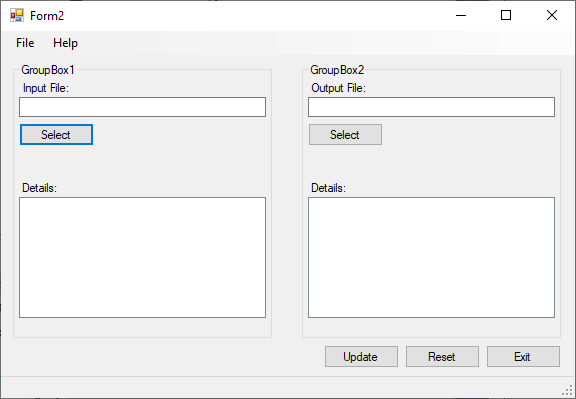 Form2
File Help
GroupBox1
Input File:
Select
Details:
GroupBox2
Output File:
Select
Details:
Update Reset Exit